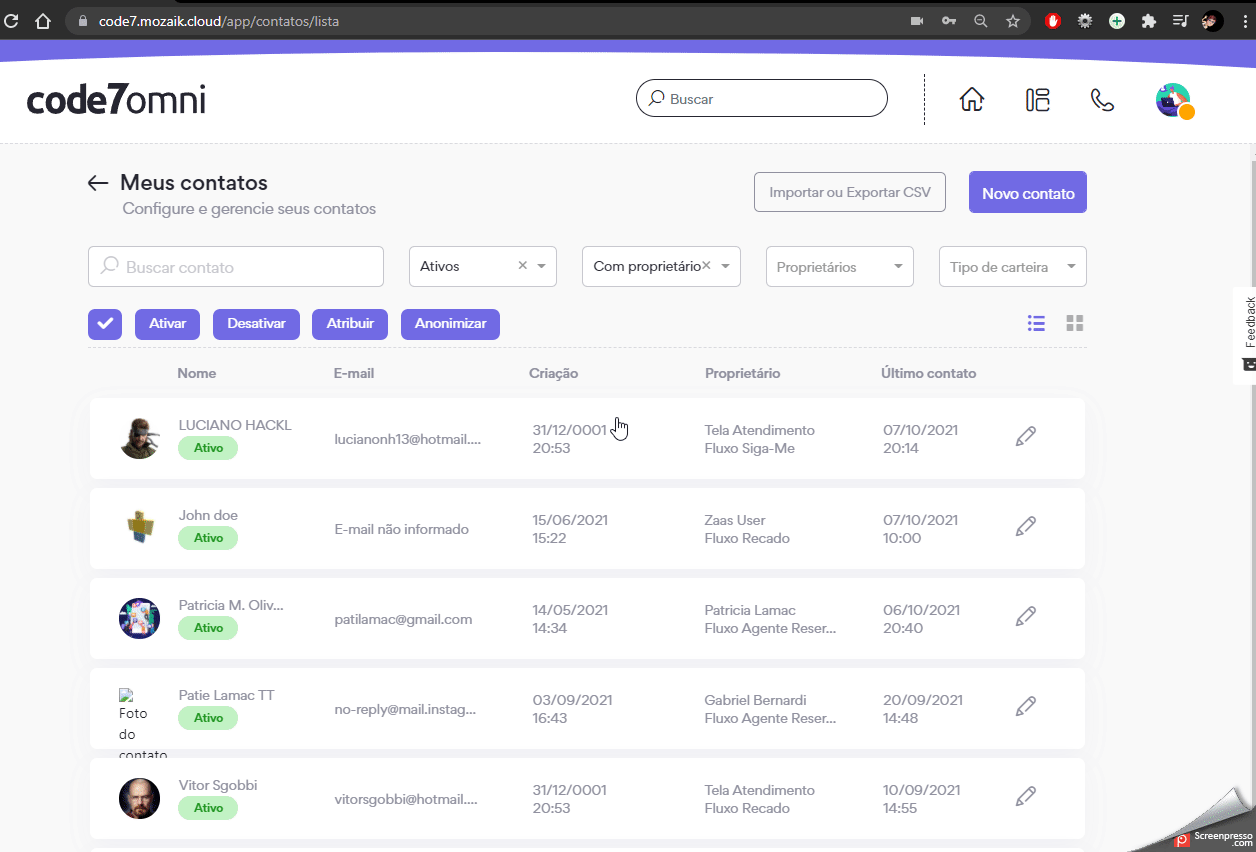 code7.mozaik.cloud/app/contatos/lista
code7omni
Buscar
Meus contatos
Configure e gerencie seus contatos
Importar ou Exportar CSV
Novo contato
Buscar contato
Ativos
Com proprietário
Proprietários
Tipo de carteira
Ativar
Desativar
Atribuir
Anonimizar
Feedback
Nome
E-mail
Criação
Proprietário
Último contato
LUCIANO HACKL
Ativo
lucianonh13@hotmail....
31/12/0001
20:53
Tela Atendimento
Fluxo Siga-Me
07/10/2021
20:14
John doe
Ativo
E-mail não informado
15/06/2021
15:22
Zaas User
Fluxo Recado
07/10/2021
10:00
Patricia M. Oliv...
Ativo
patilamac@gmail.com
14/05/2021
14:34
Patricia Lamac
Fluxo Agente Reser...
06/10/2021
20:40
Foto
do
contato
Patie Lamac TT
Ativo
no-reply@mail.instag...
03/09/2021
16:43
Gabriel Bernardi
Fluxo Agente Reser...
20/09/2021
14:48
Vitor Sgobbi
Ativo
vitorsgobbi@hotmail....
31/12/0001
20:53
Tela Atendimento
Fluxo Recado
10/09/2021
14:55
Screenpresso
.com